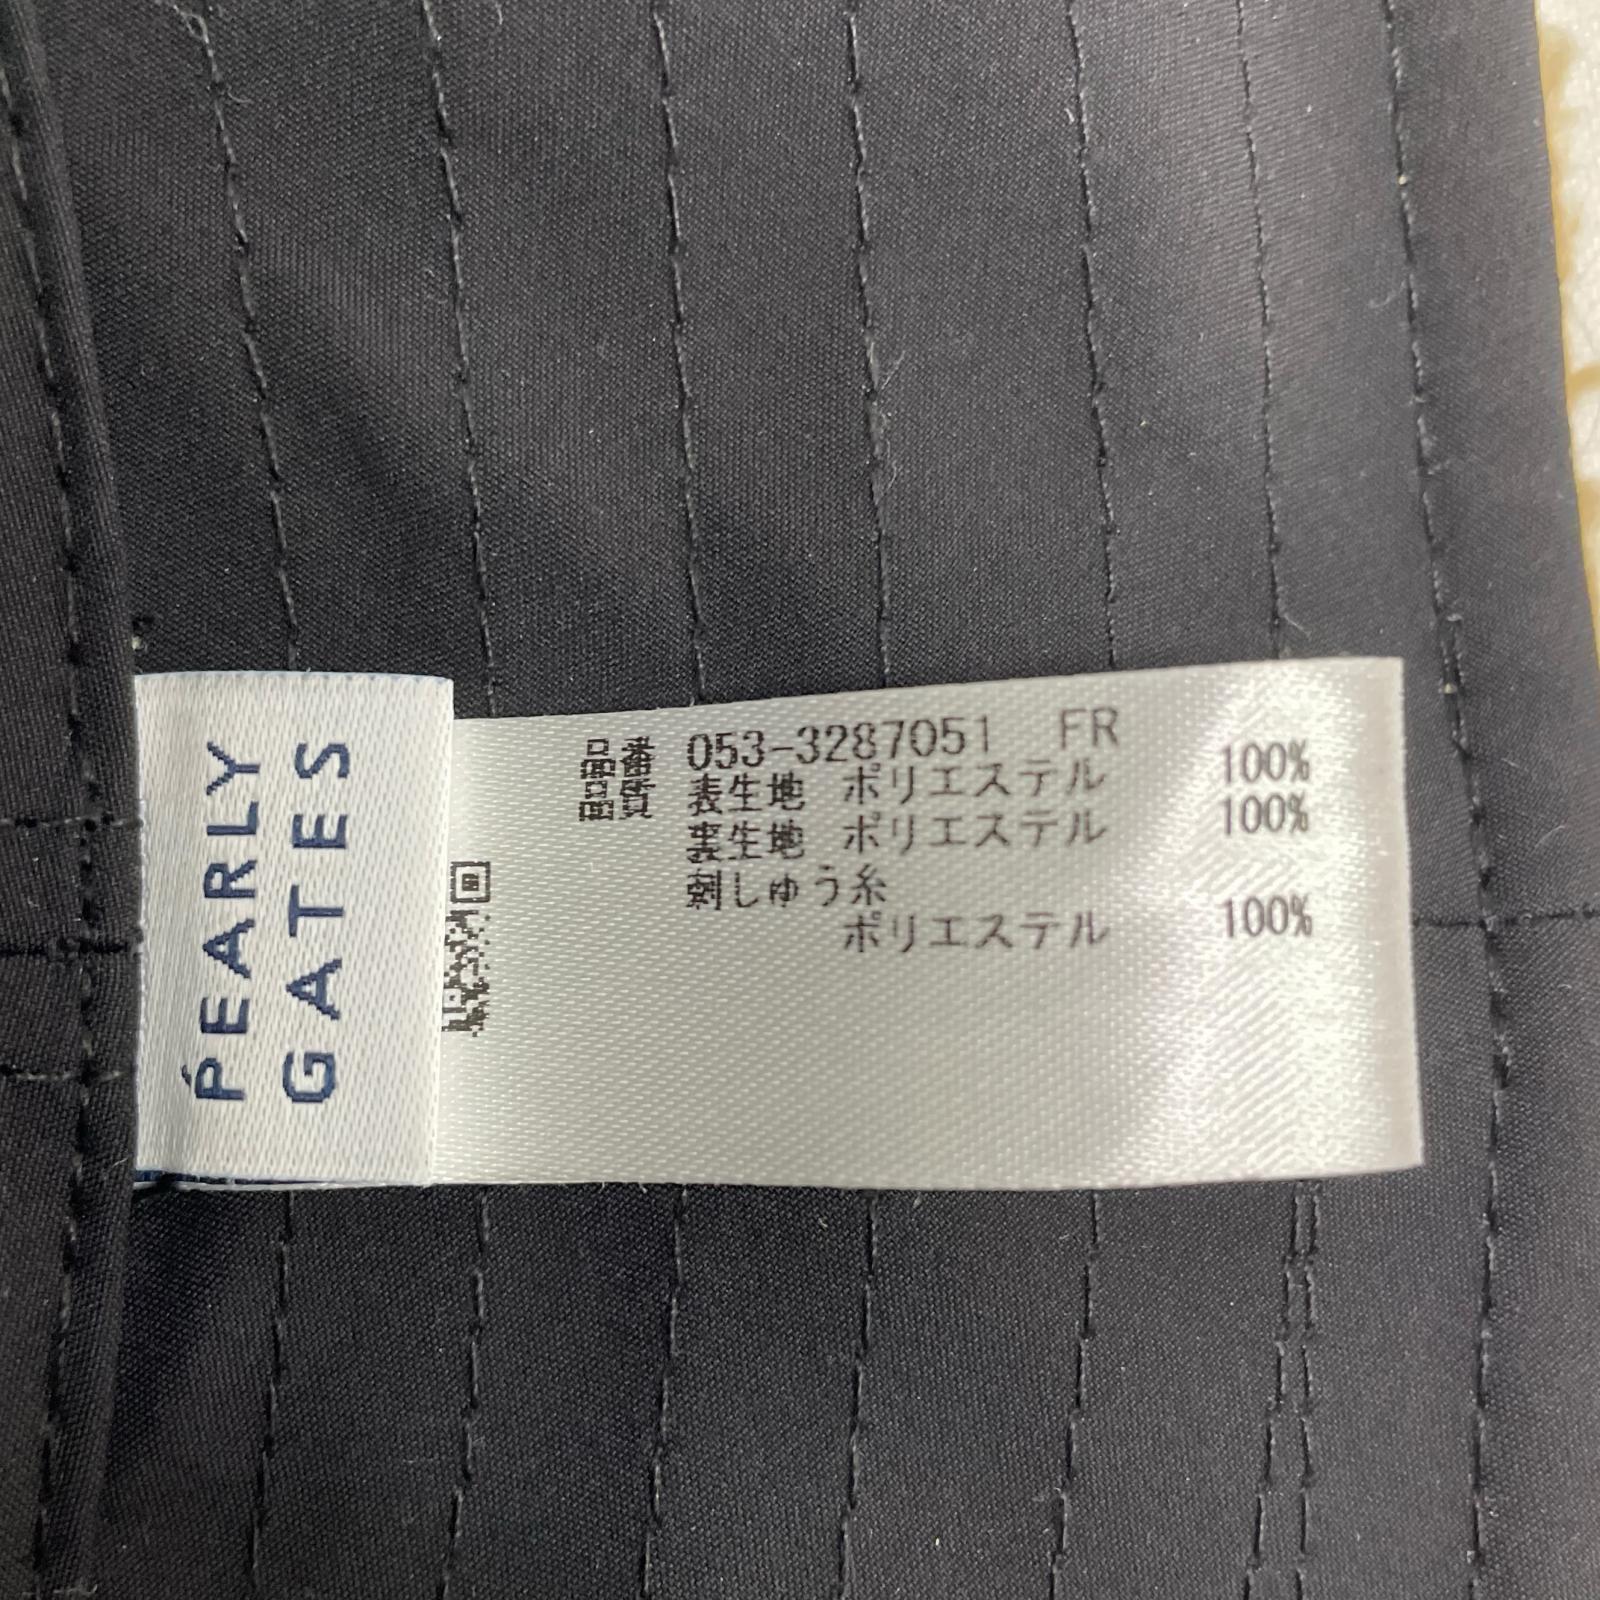 PEARLY
GATES
品番 053-3287051 FR
品質 表生地 ポリエステル 100%
裏生地 ポリエステル 100%
刺しゅう糸
ポリエステル 100%